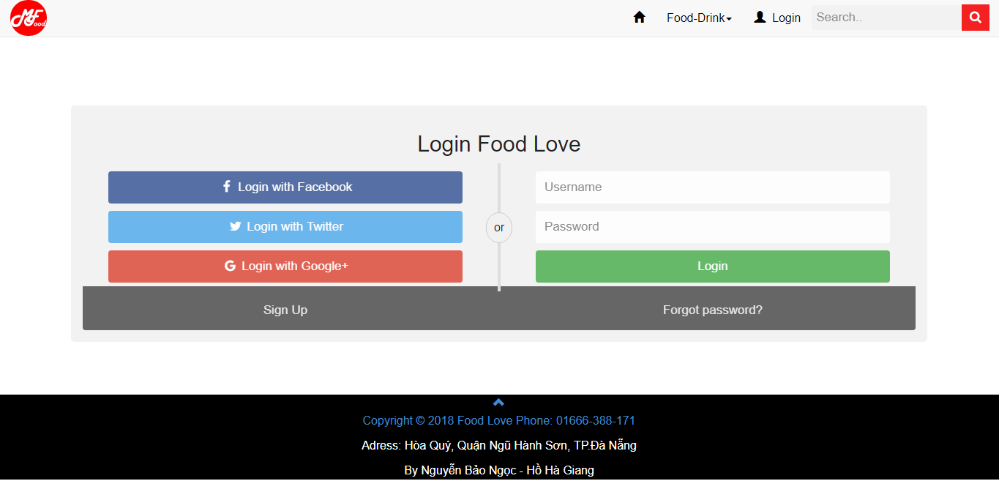 MFood
Food-Drink
Login
Search..
Login Food Love
Login with Facebook
Username
Login with Twitter
or
Password
Login with Google+
Login
Sign Up
Forgot password?
Copyright © 2018 Food Love Phone: 01666-388-171
Adress: Hòa Quý, Quận Ngũ Hành Sơn, TP.Đà Nẵng
By Nguyễn Bảo Ngọc - Hồ Hà Giang